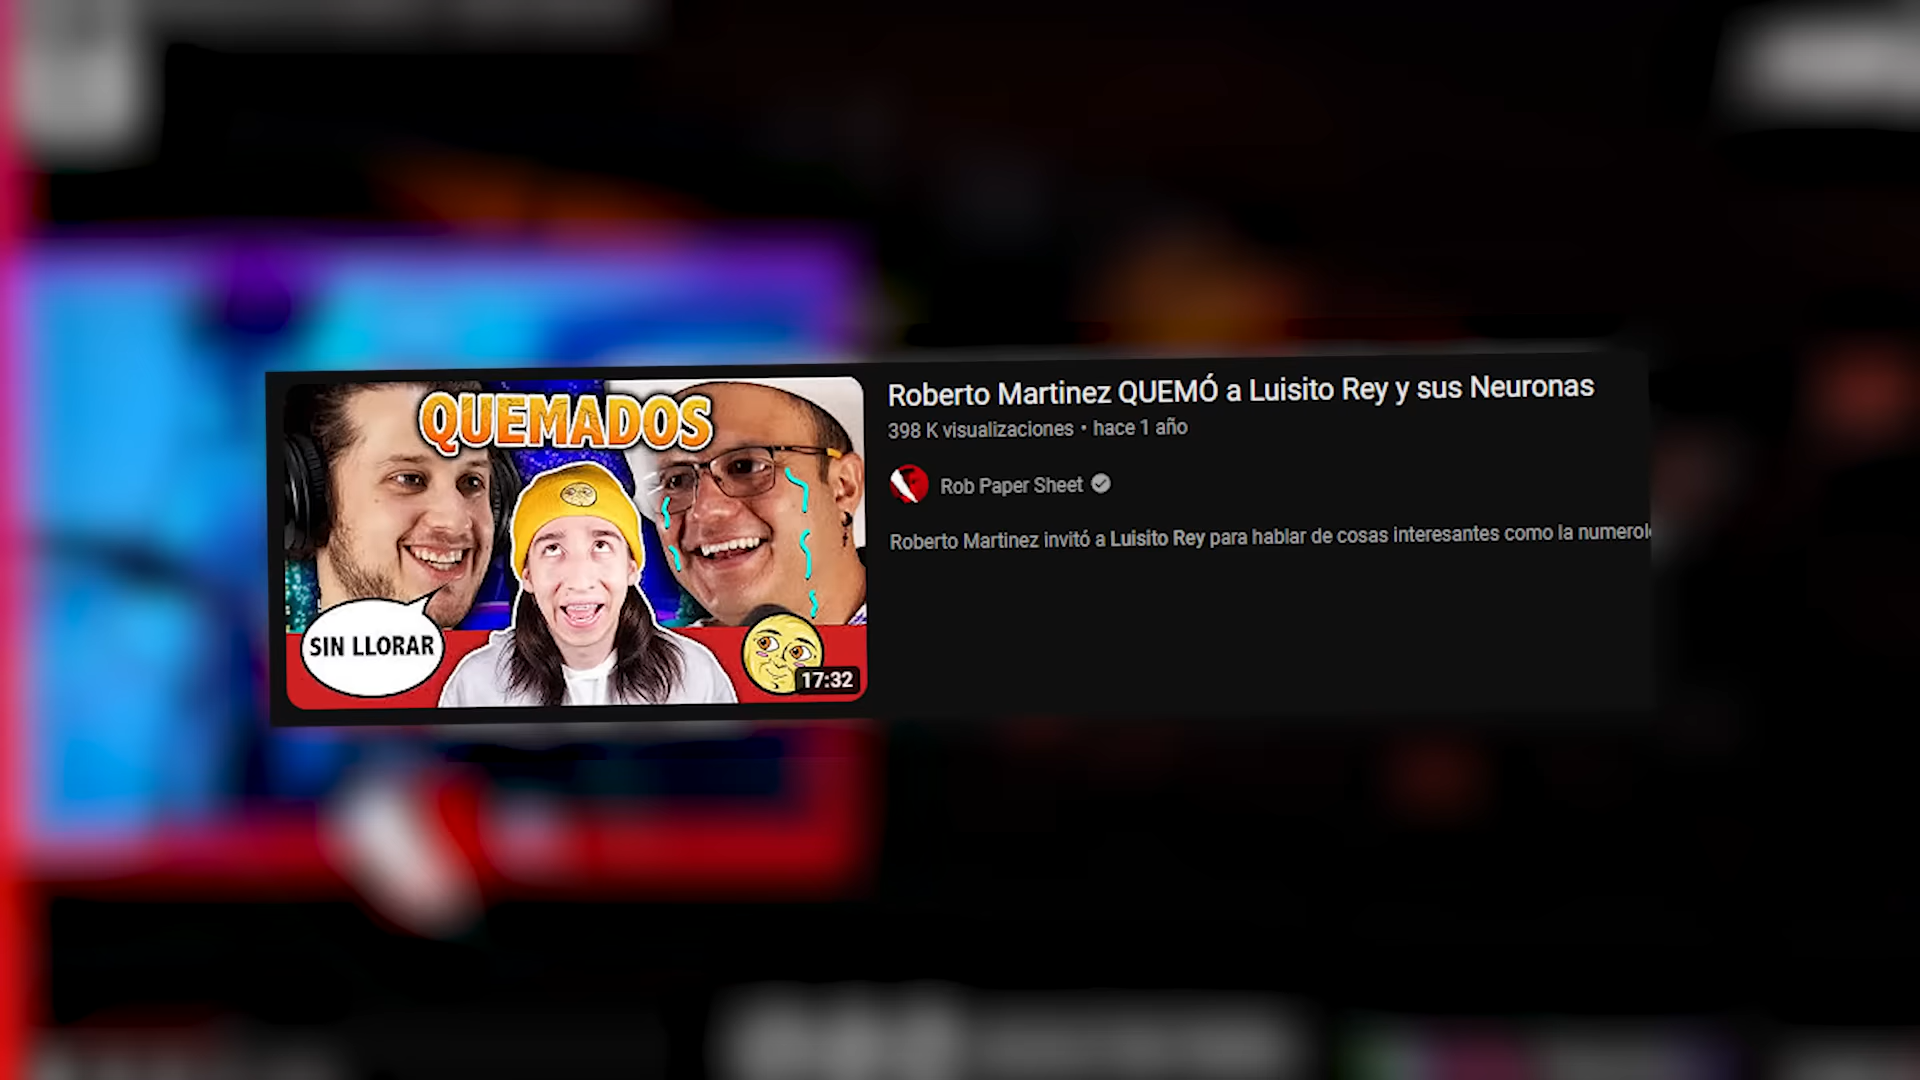 QUEMADOS
SIN LLORAR
17:32
Roberto Martinez QUEMÓ a Luisito Rey y sus Neuronas
398 K visualizaciones • hace 1 año
Rob Paper Sheet
Roberto Martinez invitó a Luisito Rey para hablar de cosas interesantes como la